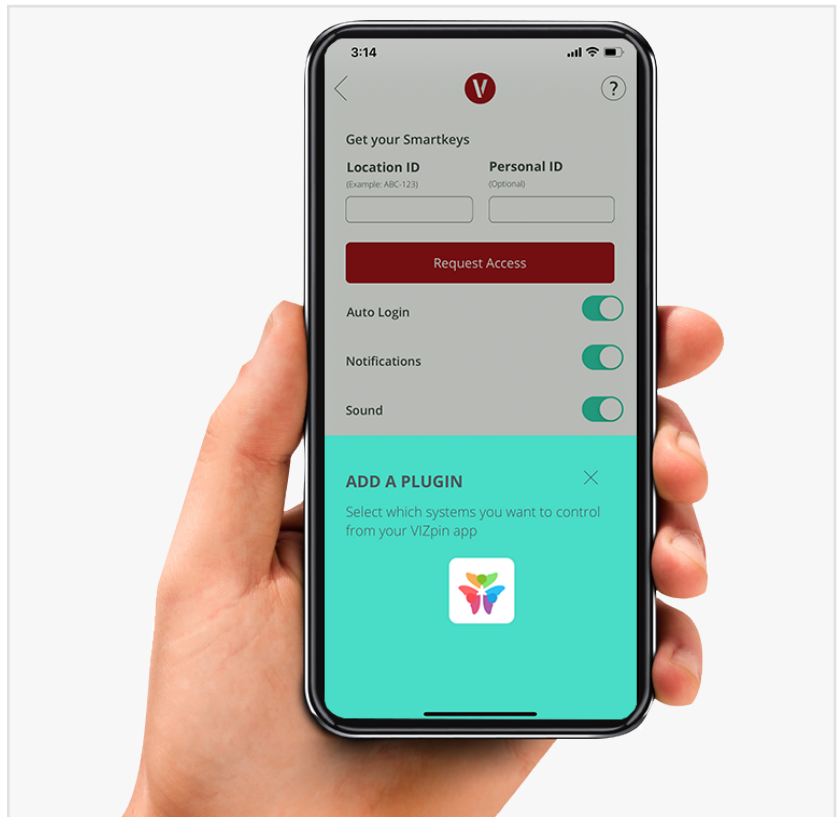 3:14
V
?
Get your Smartkeys
Location ID
Personal ID
(Example: ABC-123)
(Optional)
Request Access
Auto Login
Notifications
Sound
ADD A PLUGIN
Select which systems you want to control
from your VIZpin app